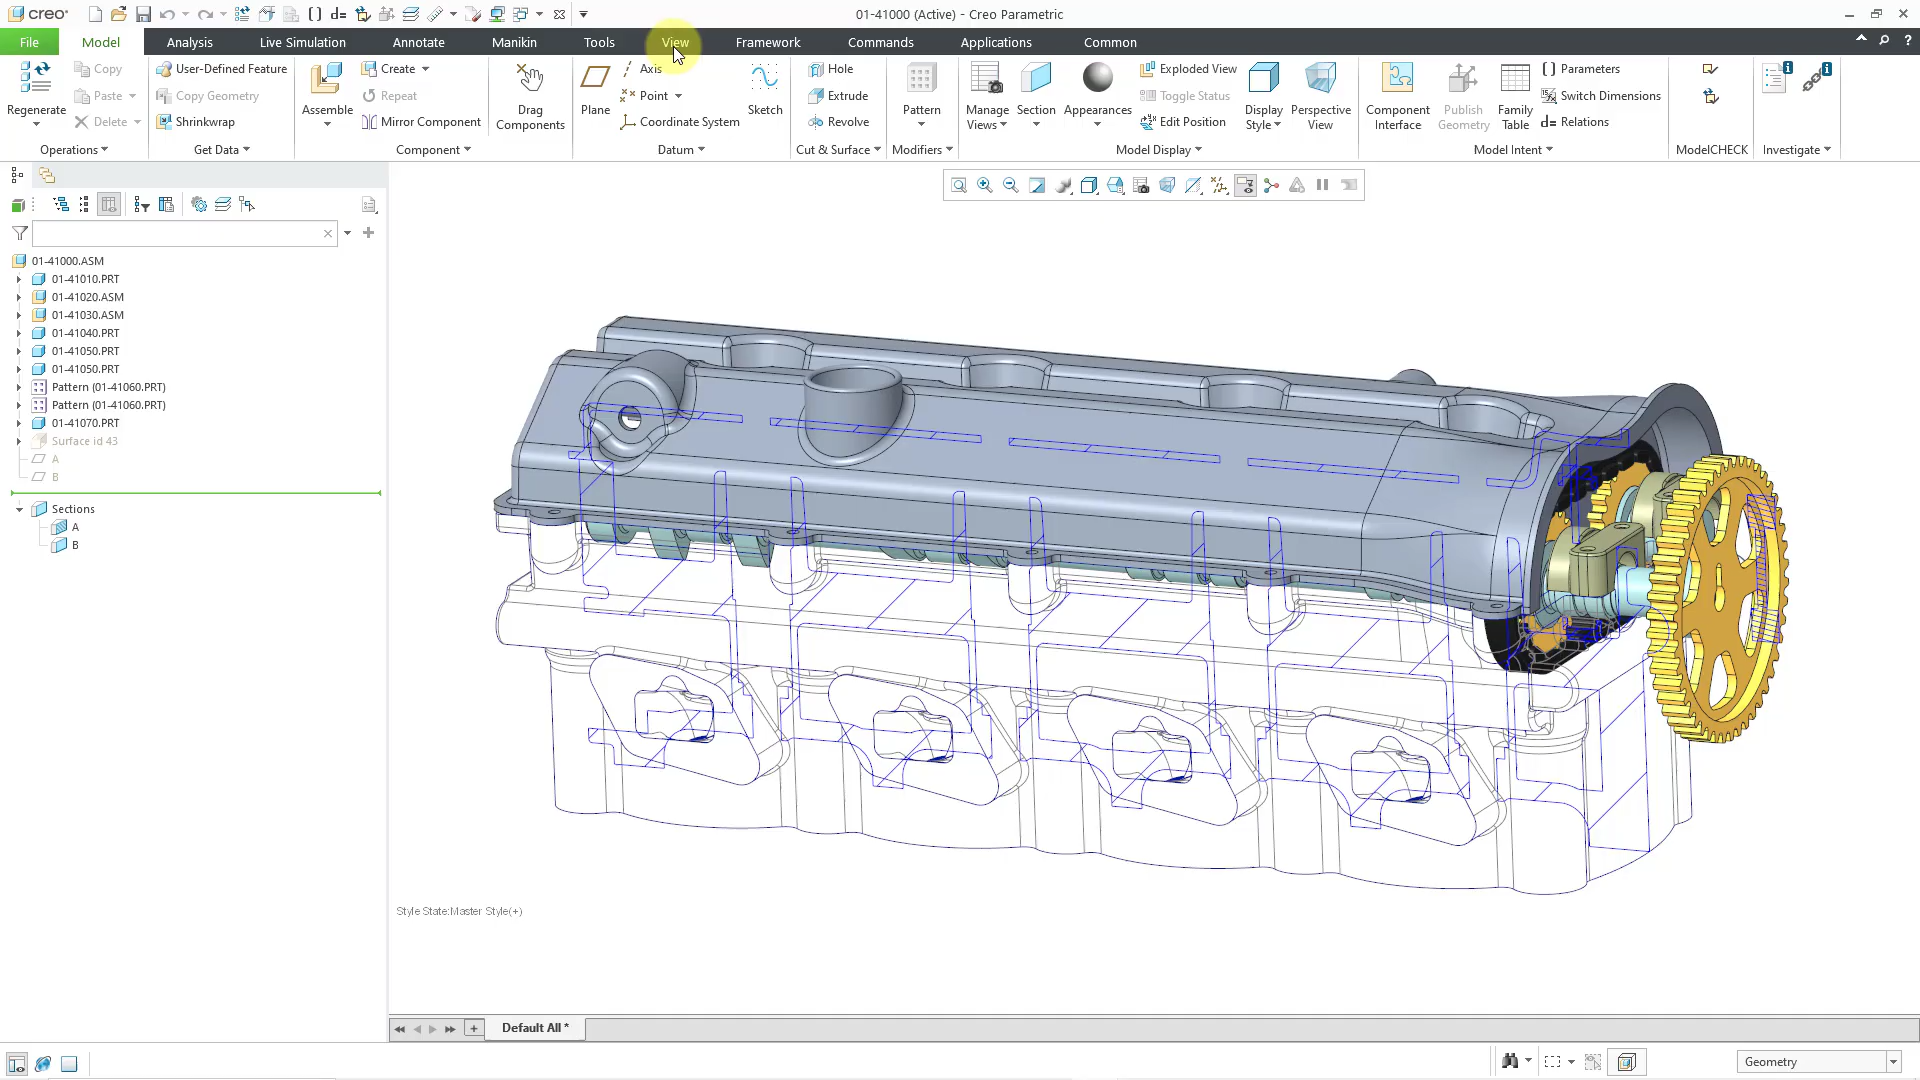 creo
01-41000 (Active) - Creo Parametric
File
Model
Analysis
Live Simulation
Annotate
Manikin
Tools
View
Framework
Commands
Applications
Common
Regenerate
Copy
Paste
Delete
Operations
User-Defined Feature
Copy Geometry
Shrinkwrap
Get Data
Assemble
Create
Repeat
Mirror Component
Component
Drag
Components
Plane
Axis
Point
Coordinate System
Sketch
Datum
Hole
Extrude
Revolve
Cut & Surface
Pattern
Modifiers
Manage
Views
Section
Appearances
Exploded View
Toggle Status
Edit Position
Display
Style
Perspective
View
Model Display
Component
Interface
Publish
Geometry
Family
Table
Parameters
Switch Dimensions
d= Relations
Model Intent
ModelCHECK
Investigate
01-41000.ASM
01-41010.PRT
01-41020.ASM
01-41030.ASM
01-41040.PRT
01-41050.PRT
01-41050.PRT
Pattern (01-41060.PRT)
Pattern (01-41060.PRT)
01-41070.PRT
Surface id 43
A
B
Sections
A
B
Style State:Master Style(+)
Default All *
Geometry